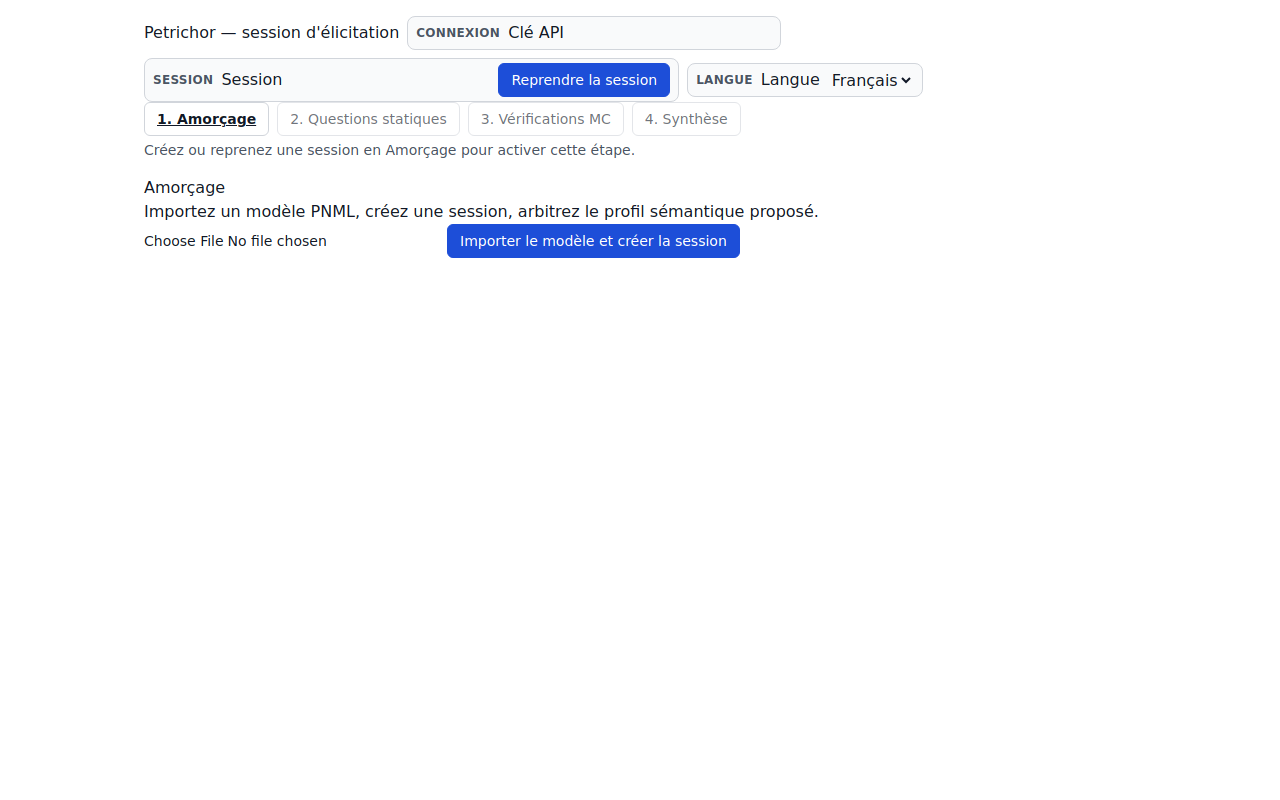 Petrichor — session d'élicitation CONNEXION Clé API
SESSION Session Reprendre la session LANGUE Langue Français
1. Amorçage 2. Questions statiques 3. Vérifications MC 4. Synthèse
Créez ou reprenez une session en Amorçage pour activer cette étape.
Amorçage
Importez un modèle PNML, créez une session, arbitrez le profil sémantique proposé.
Choose File No file chosen Importer le modèle et créer la session